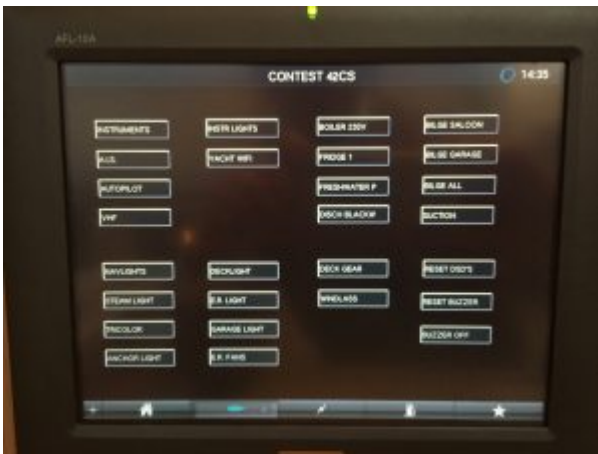 AFL-10A
CONTEST 42CS 14:35
INSTRUMENTS
A.I.S.
AUTOPILOT
VHF
INSTR LIGHTS
YACHT WIFI
BOILER 230V
FRIDGE 1
FRESHWATER P
DISCH BLACKW
BILGE SALOON
BILGE GARAGE
BILGE ALL
SUCTION
NAVLIGHTS
STEAM LIGHT
TRICOLOR
ANCHOR LIGHT
DECKLIGHT
E.R. LIGHT
GARAGE LIGHT
E.R. FANS
DECK GEAR
WINDLASS
RESET DSD'S
RESET BUZZER
BUZZER OFF